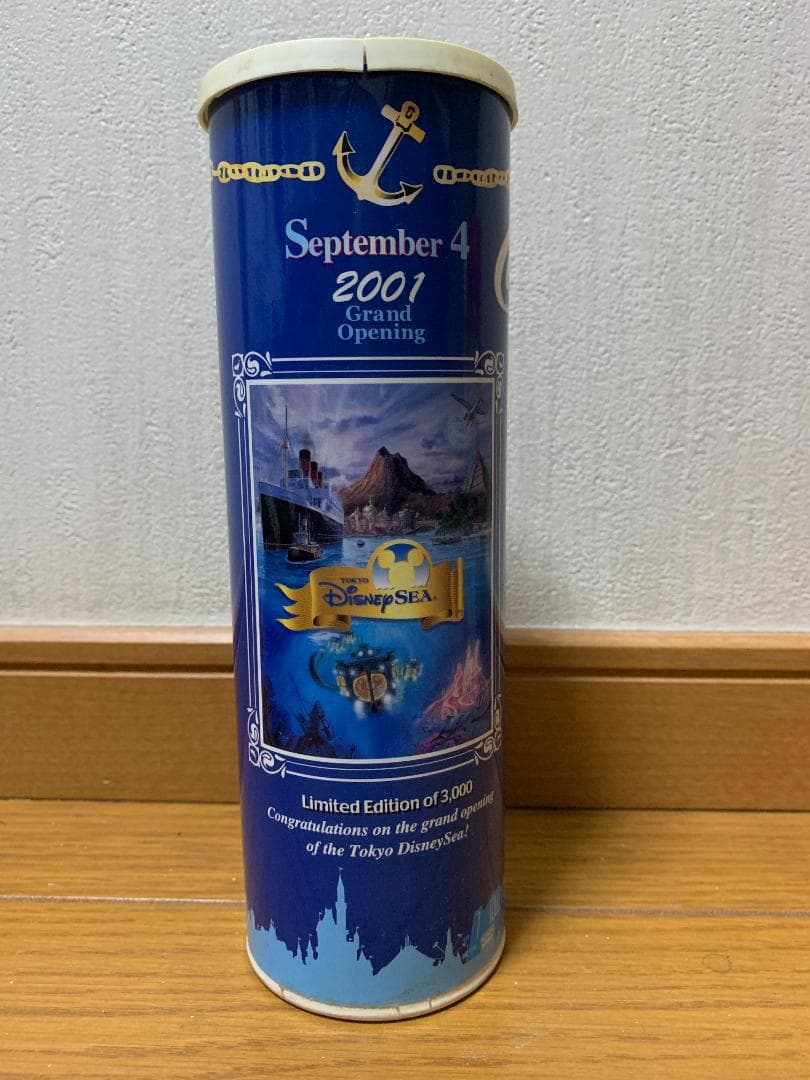 September 4
2001
Grand
Opening
TOKYO
DisneySEA®
Limited Edition of 3,000
Congratulations on the grand opening
of the Tokyo DisneySea!